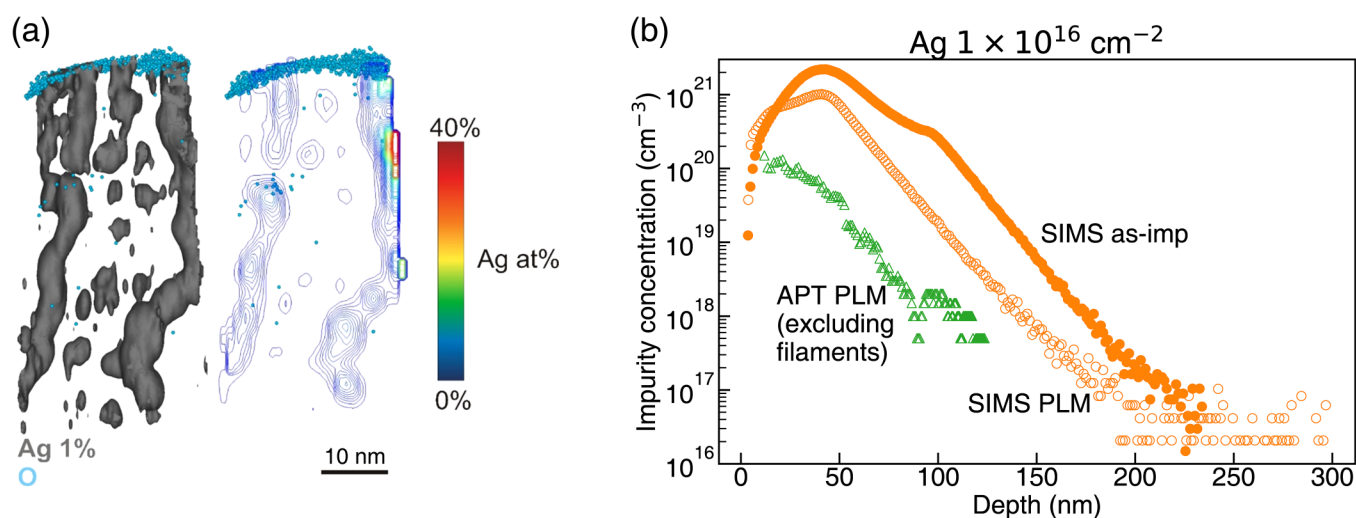 (a)
40%
Ag at%
0%
Ag 1%
O
10 nm
(b)
Ag 1 × 10¹⁶ cm⁻²
Impurity concentration (cm⁻³)
10²¹
10²⁰
10¹⁹
10¹⁸
10¹⁷
10¹⁶
SIMS as-imp
APT PLM
(excluding
filaments)
SIMS PLM
0 50 100 150 200 250 300
Depth (nm)